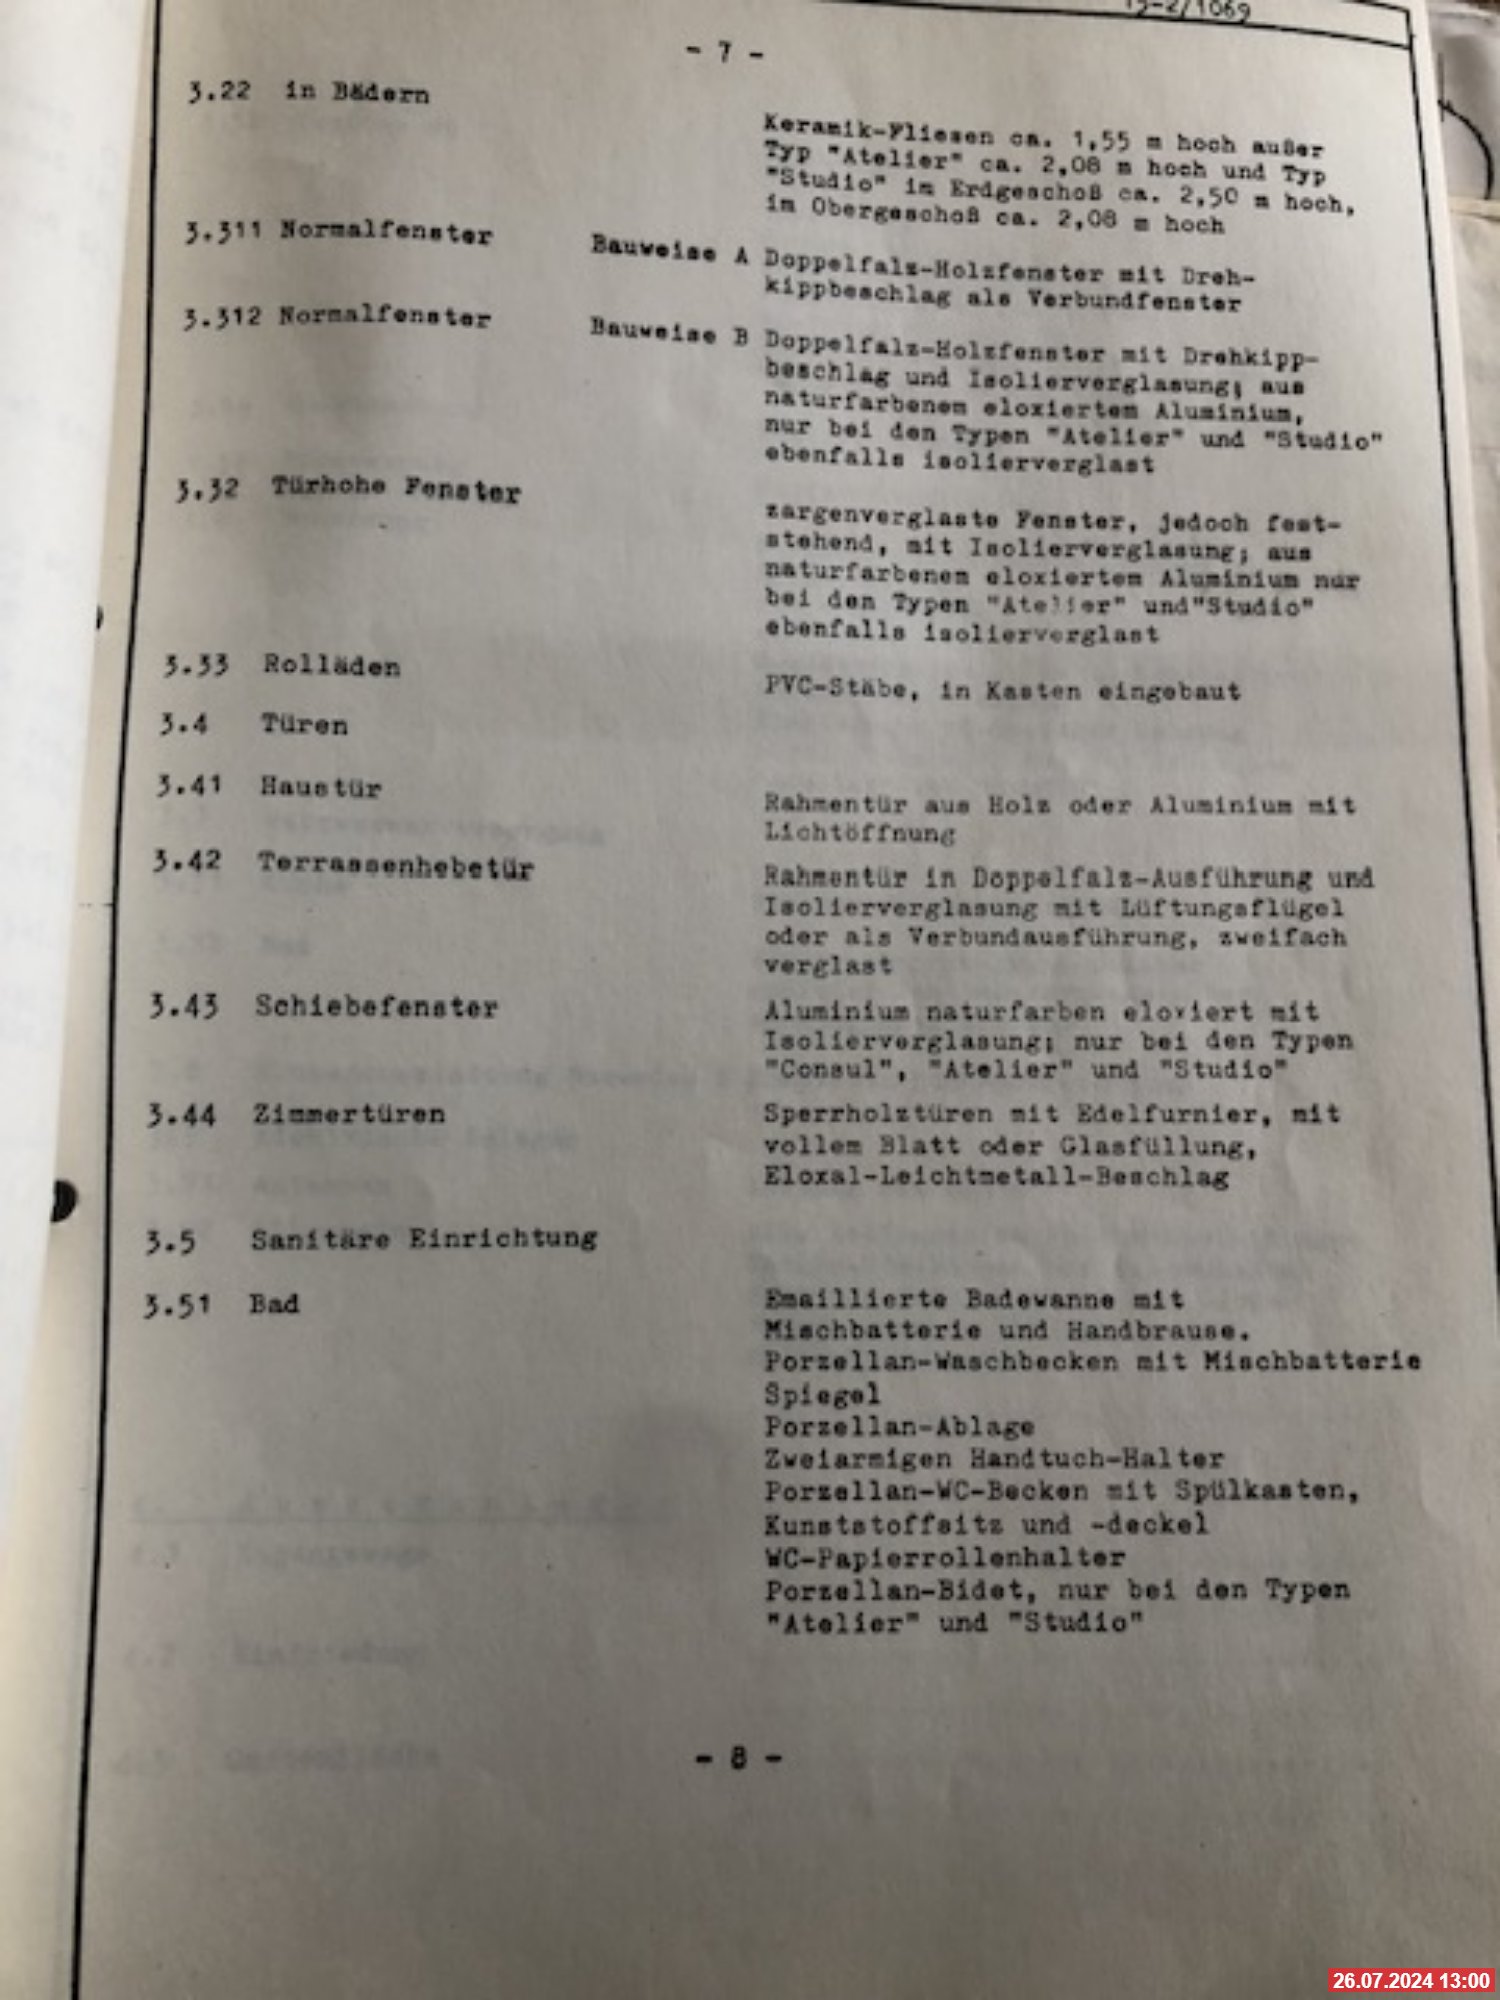 15-2/1069
- 7 -
3.22 in Bädern
Keramik-Fliesen ca. 1,55 m hoch außer
Typ "Atelier" ca. 2,08 m hoch und Typ
"Studio" im Erdgeschoß ca. 2,50 m hoch,
im Obergeschoß ca. 2,08 m hoch
3.311 Normalfenster Bauweise A Doppelfalz-Holzfenster mit Dreh-
kippbeschlag als Verbundfenster
3.312 Normalfenster Bauweise B Doppelfalz-Holzfenster mit Drehkipp-
beschlag und Isolierverglasung; aus
naturfarbenem eloxiertem Aluminium,
nur bei den Typen "Atelier" und "Studio"
ebenfalls isolierverglast
3.32 Türhohe Fenster
zargenverglaste Fenster, jedoch fest-
stehend, mit Isolierverglasung; aus
naturfarbenem eloxiertem Aluminium nur
bei den Typen "Atelier" und"Studio"
ebenfalls isolierverglast
3.33 Rolläden
PVC-Stäbe, in Kasten eingebaut
3.4 Türen
3.41 Haustür
Rahmentür aus Holz oder Aluminium mit
Lichtöffnung
3.42 Terrassenhebetür
Rahmentür in Doppelfalz-Ausführung und
Isolierverglasung mit Lüftungsflügel
oder als Verbundausführung, zweifach
verglast
3.43 Schiebefenster
Aluminium naturfarben eloxiert mit
Isolierverglasung; nur bei den Typen
"Consul", "Atelier" und "Studio"
3.44 Zimmertüren
Sperrholztüren mit Edelfurnier, mit
vollem Blatt oder Glasfüllung,
Eloxal-Leichtmetall-Beschlag
3.5 Sanitäre Einrichtung
3.51 Bad
Emaillierte Badewanne mit
Mischbatterie und Handbrause.
Porzellan-Waschbecken mit Mischbatterie
Spiegel
Porzellan-Ablage
Zweiarmigen Handtuch-Halter
Porzellan-WC-Becken mit Spülkasten,
Kunststoffsitz und -deckel
WC-Papierrollenhalter
Porzellan-Bidet, nur bei den Typen
"Atelier" und "Studio"
- 8 -
26.07.2024 13:00